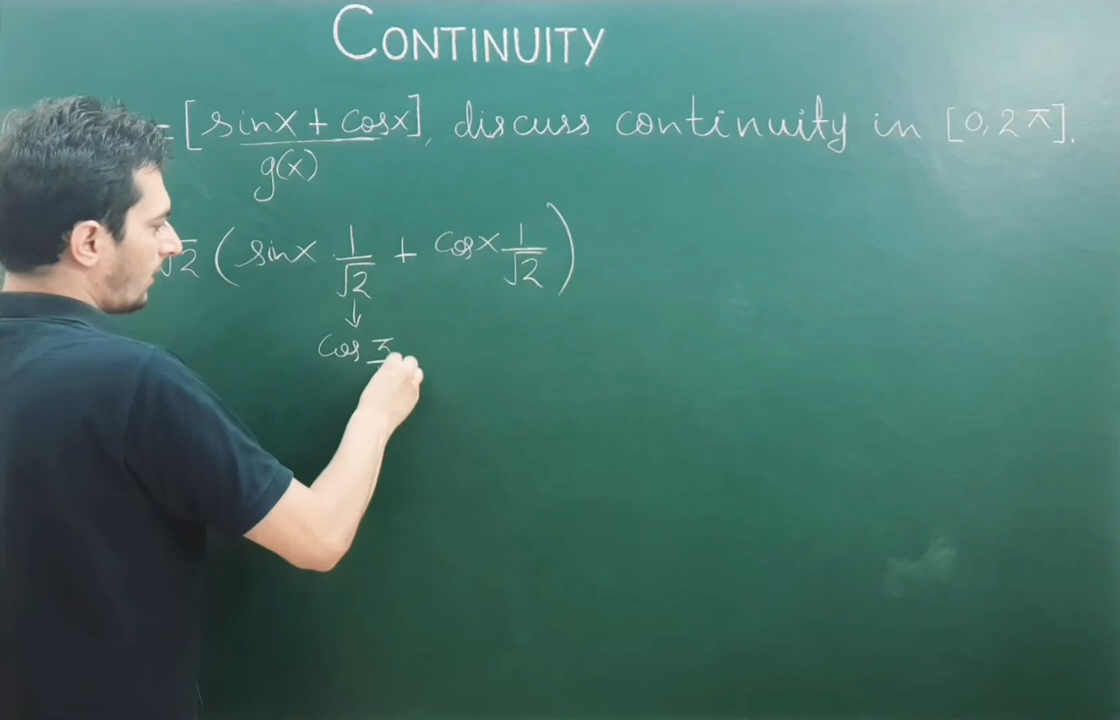 CONTINUITY
= [sinx + cosx], discuss continuity in [0, 2π].
g(x)
√2 (sinx · 1/√2 + cosx 1/√2)
↓
cos π